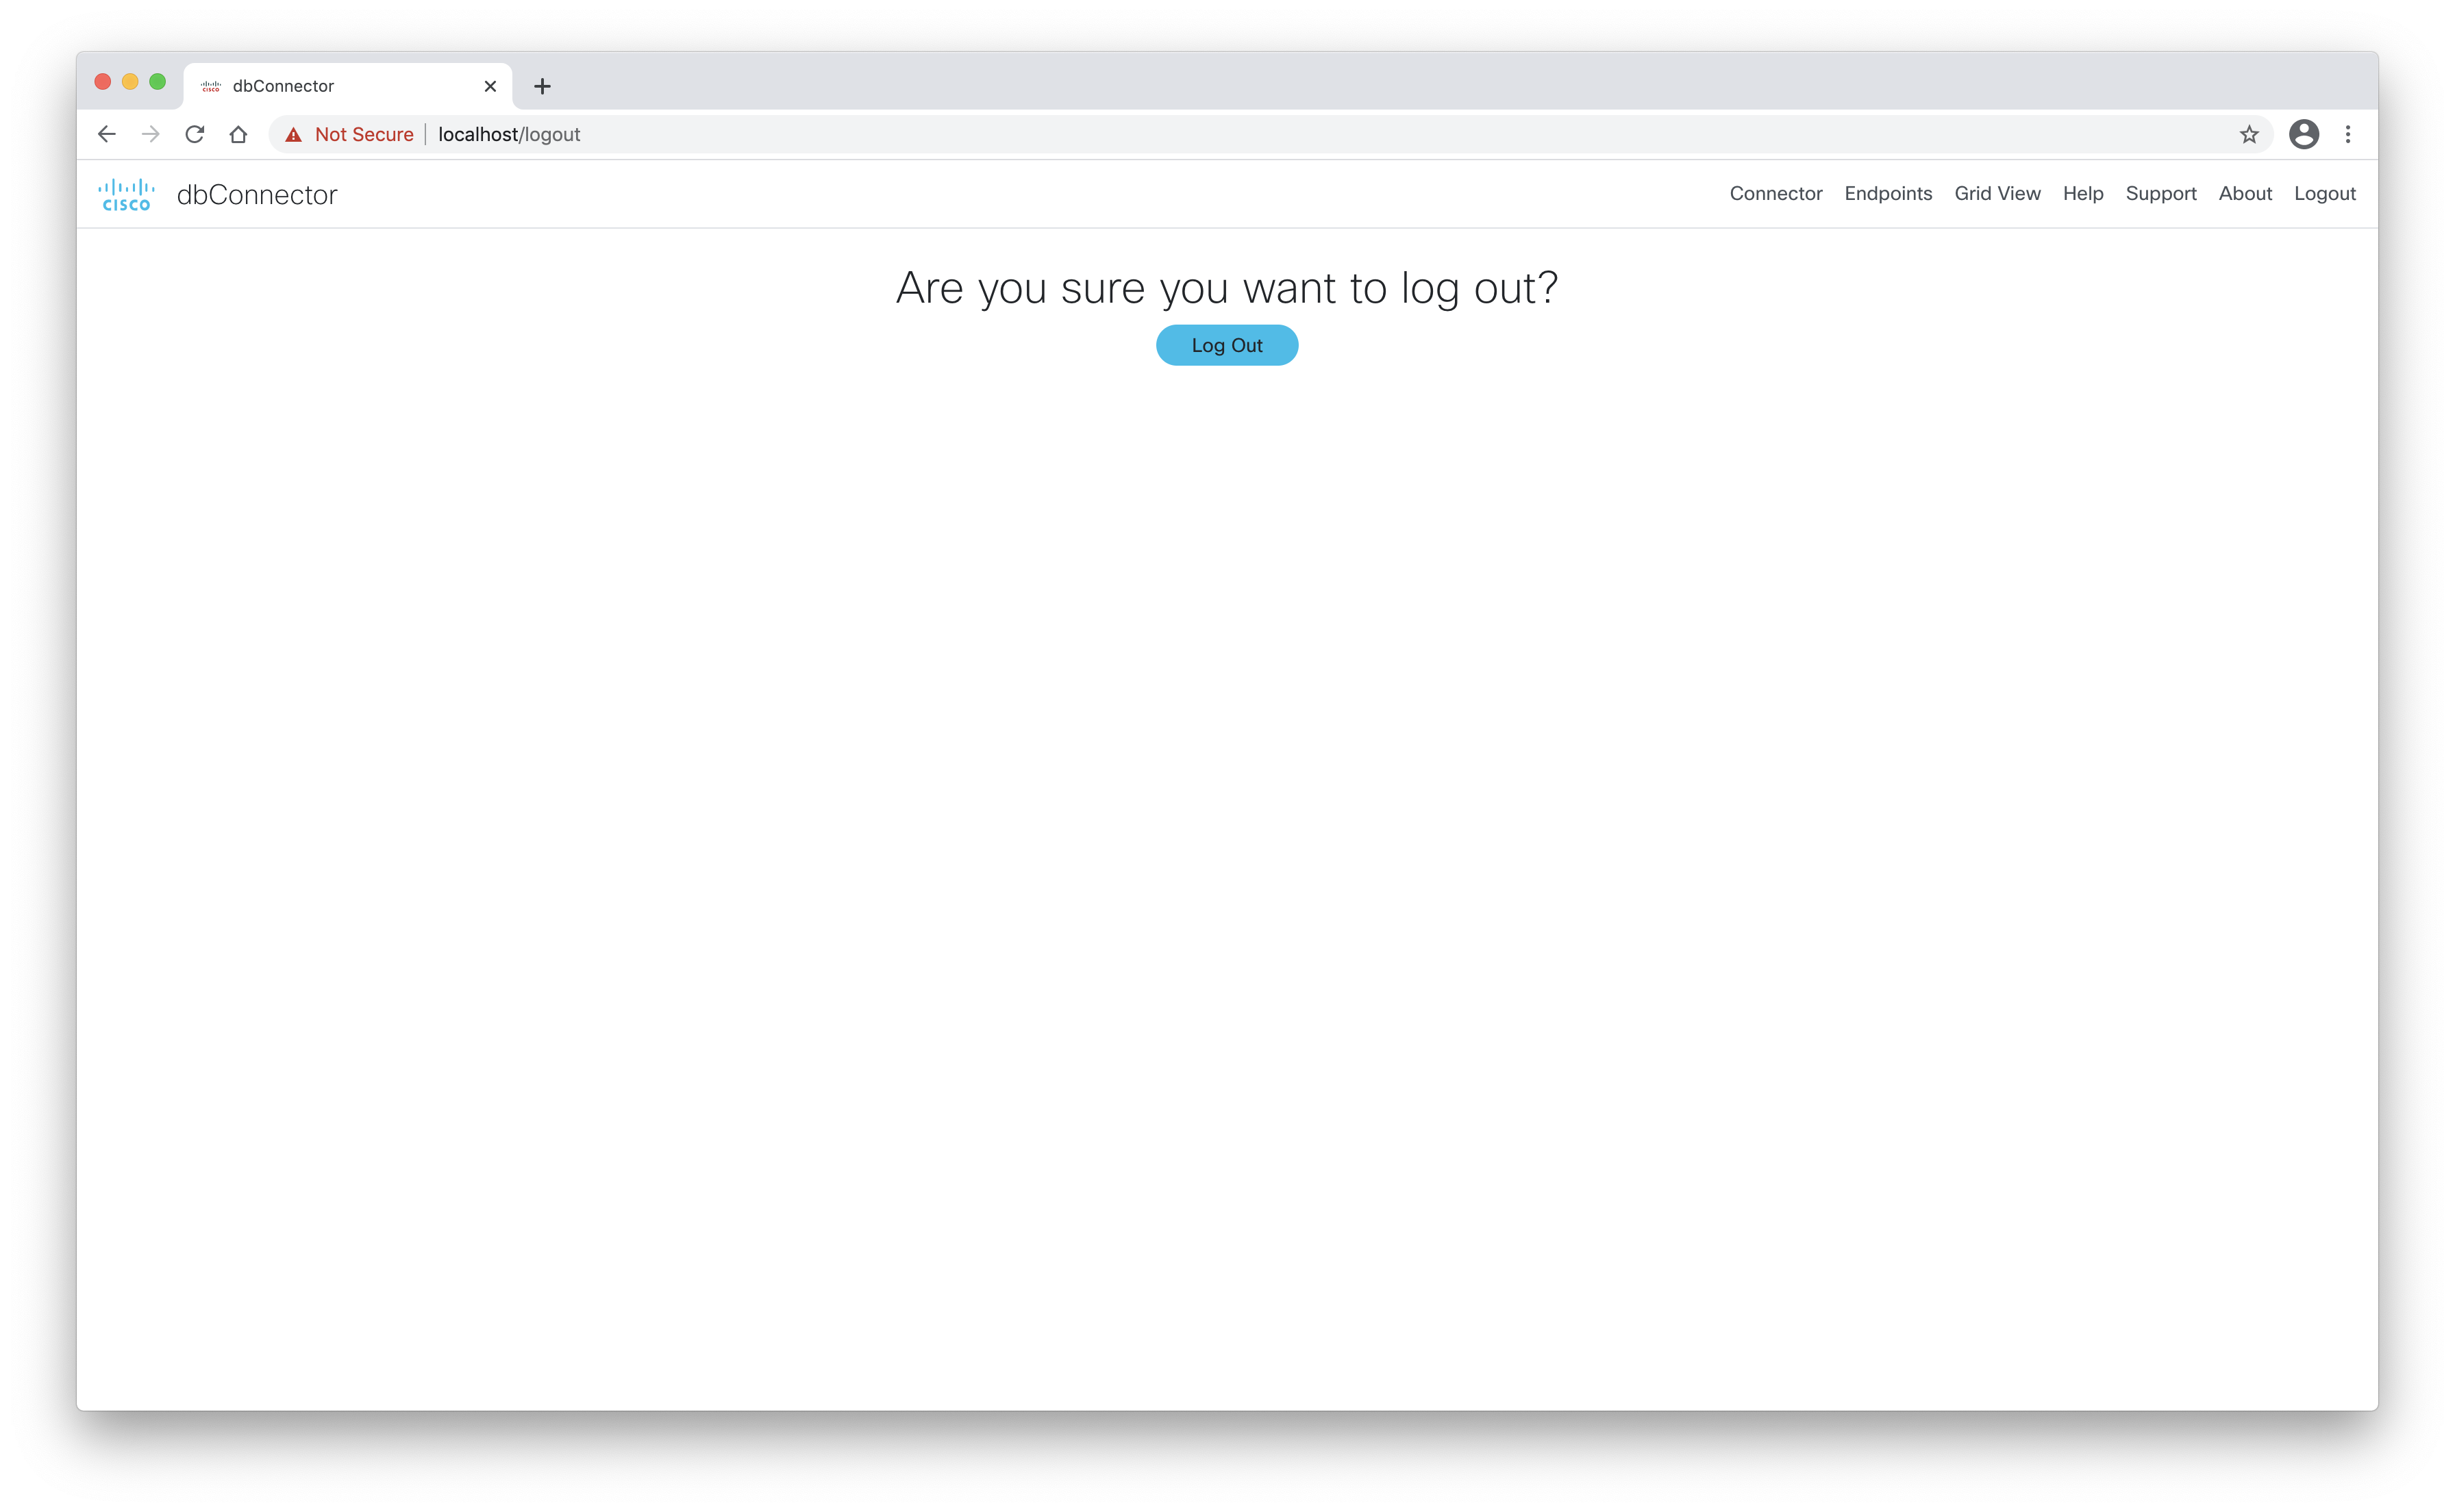 dbConnector
Not Secure localhost/logout
CISCO dbConnector Connector Endpoints Grid View Help Support About Logout
Are you sure you want to log out?
Log Out